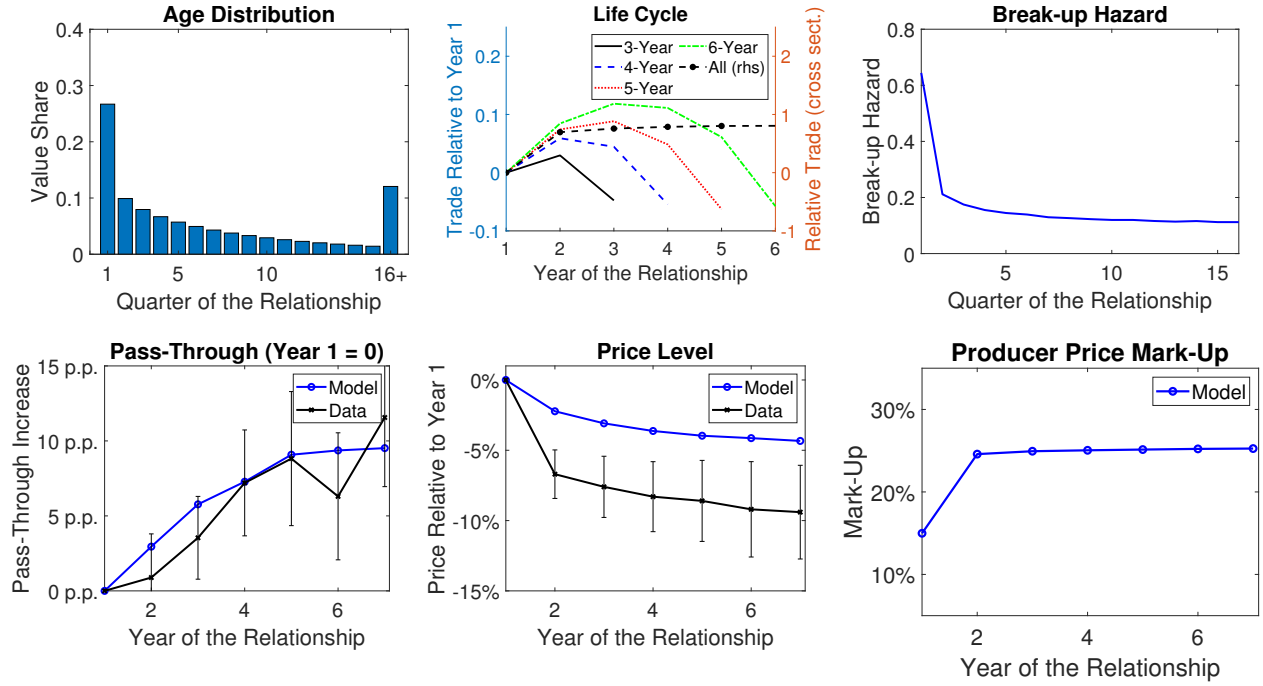 Age Distribution
Value Share
0.4
0.3
0.2
0.1
0
1
5
10
16+
Quarter of the Relationship
Life Cycle
Trade Relative to Year 1
0.2
0.1
0
-0.1
3-Year
6-Year
4-Year
All (rhs)
5-Year
2
1
0
-1
Relative Trade (cross sect.)
1
2
3
4
5
6
Year of the Relationship
Break-up Hazard
Break-up Hazard
0.8
0.6
0.4
0.2
0
5
10
15
Quarter of the Relationship
Pass-Through (Year 1 = 0)
Pass-Through Increase
15 p.p.
10 p.p.
5 p.p.
0 p.p.
Model
Data
2
4
6
Year of the Relationship
Price Level
Price Relative to Year 1
0%
-5%
-10%
-15%
Model
Data
2
4
6
Year of the Relationship
Producer Price Mark-Up
Mark-Up
30%
20%
10%
Model
2
4
6
Year of the Relationship